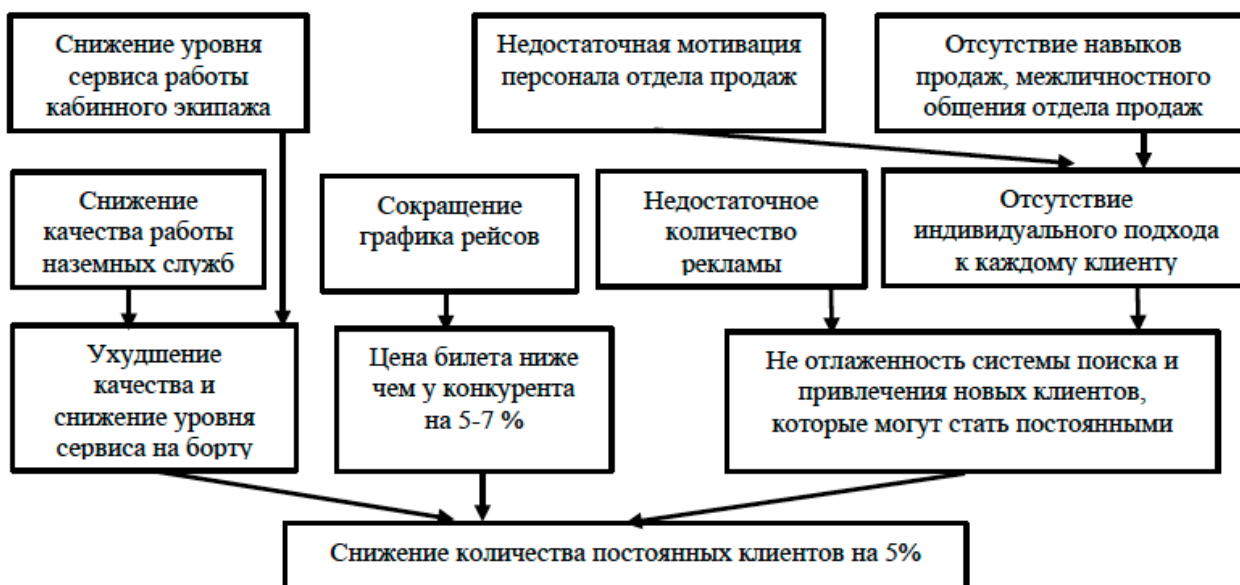 Снижение уровня
сервиса работы
кабинного экипажа
Недостаточная мотивация
персонала отдела продаж
Отсутствие навыков
продаж, межличностного
общения отдела продаж
Снижение
качества работы
наземных служб
Сокращение
графика рейсов
Недостаточное
количество
рекламы
Отсутствие
индивидуального подхода
к каждому клиенту
Ухудшение
качества и
снижение уровня
сервиса на борту
Цена билета ниже
чем у конкурента
на 5-7 %
Не отлаженность системы поиска и
привлечения новых клиентов,
которые могут стать постоянными
Снижение количества постоянных клиентов на 5%